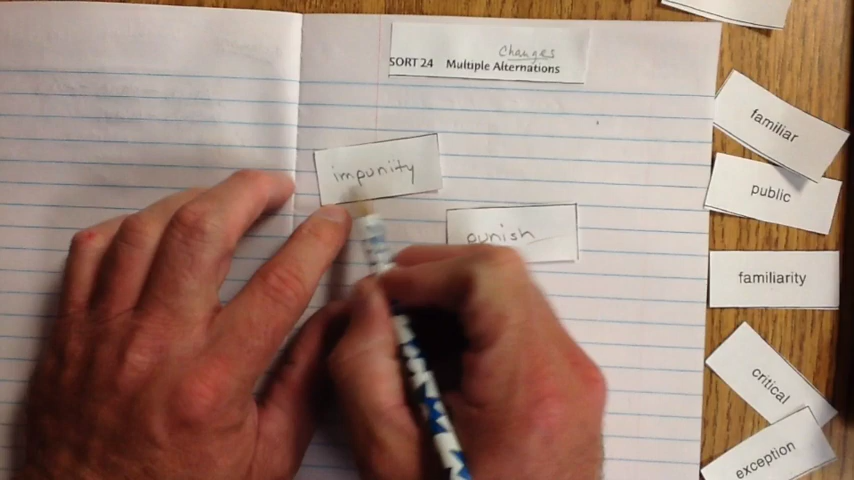 Changes
SORT 24 Multiple Alternations
impunity
punish
familiar
public
familiarity
critical
exception